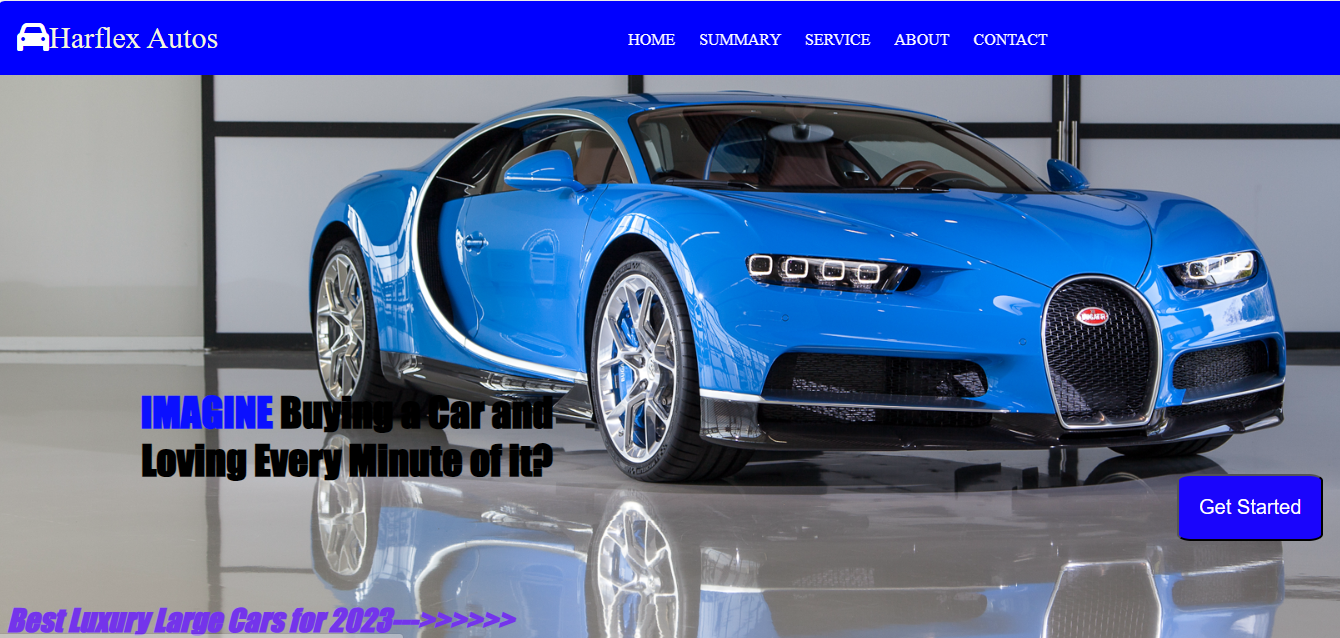 Harflex Autos
HOME SUMMARY SERVICE ABOUT CONTACT
BUGATTI
IMAGINE Buying a Car and
Loving Every Minute of it?
Get Started
Best Luxury Large Cars for 2023--->>>>>>